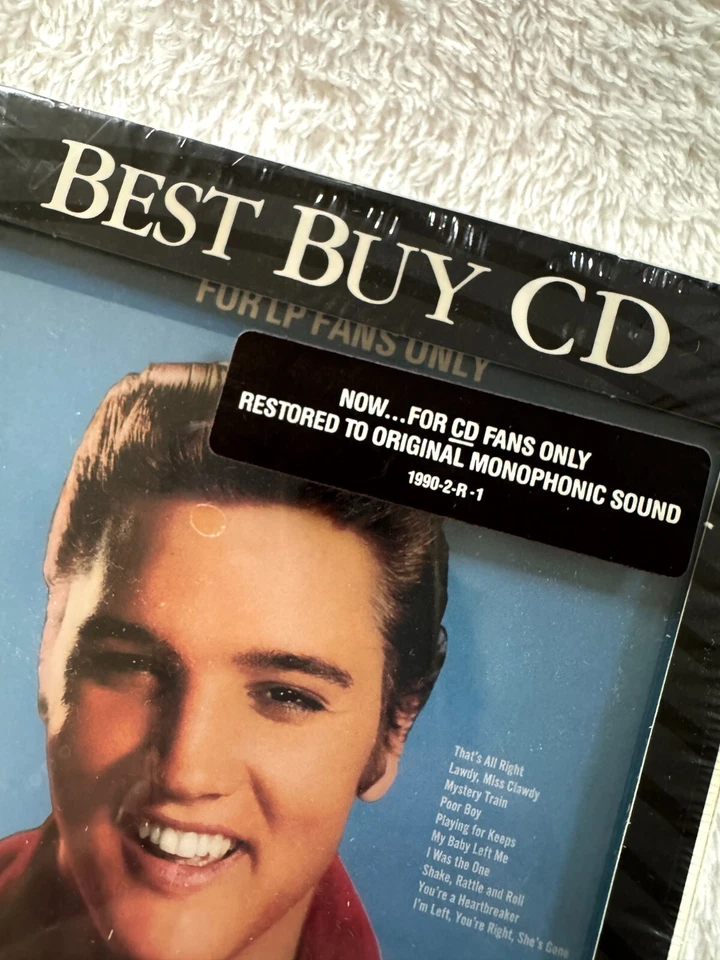 BEST BUY CD
FOR LP FANS ONLY
NOW...FOR CD FANS ONLY
RESTORED TO ORIGINAL MONOPHONIC SOUND
1990-2-R-1
That's All Right
Lawdy, Miss Clawdy
Mystery Train
Poor Boy
Playing for Keeps
My Baby Left Me
I Was the One
Shake, Rattle and Roll
You're a Heartbreaker
I'm Left, You're Right, She's Gone